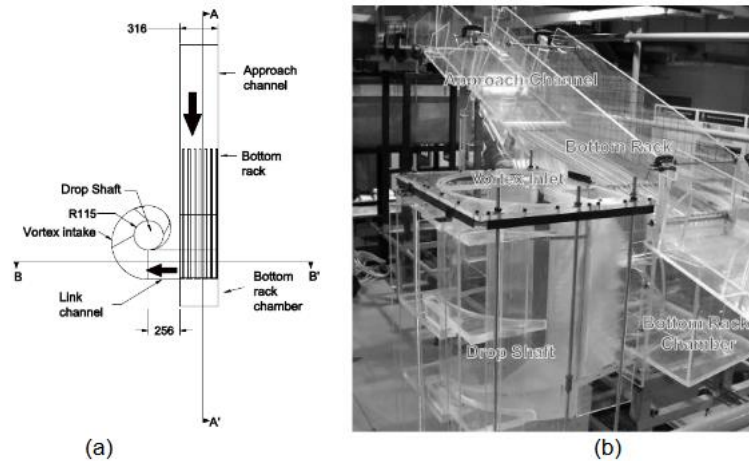 316
A
Approach
channel
Bottom
rack
Drop Shaft
R115
Vortex intake
B
B'
Link
channel
Bottom
rack
chamber
256
A'
(a)
Approach Channel
Bottom Rack
Vortex Inlet
Drop Shaft
Bottom Rack
Chamber
(b)